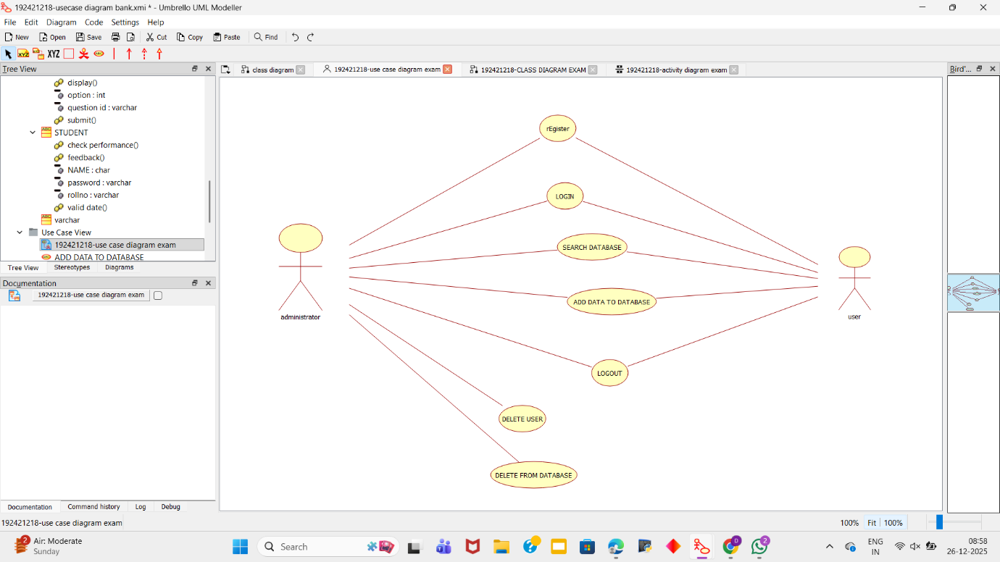 192421218-usecase diagram bank.xmi * - Umbrello UML Modeller
File Edit Diagram Code Settings Help
New Open Save Cut Copy Paste Find
XYZ XYZ ABC
Tree View
class diagram 192421218-use case diagram exam 192421218-CLASS DIAGRAM EXAM 192421218-activity diagram exam
Bird'...
display()
option : int
question id : varchar
submit()
STUDENT
check performance()
feedback()
NAME : char
password : varchar
rollno : varchar
valid date()
varchar
Use Case View
192421218-use case diagram exam
ADD DATA TO DATABASE
Tree View Stereotypes Diagrams
Documentation
192421218-use case diagram exam
rEgister
LOGIN
SEARCH DATABASE
ADD DATA TO DATABASE
administrator
user
LOGOUT
DELETE USER
DELETE FROM DATABASE
Documentation Command history Log Debug
192421218-use case diagram exam
100% Fit 100%
2
Air: Moderate
Sunday
Search
D
2
ENG
IN
08:58
26-12-2025